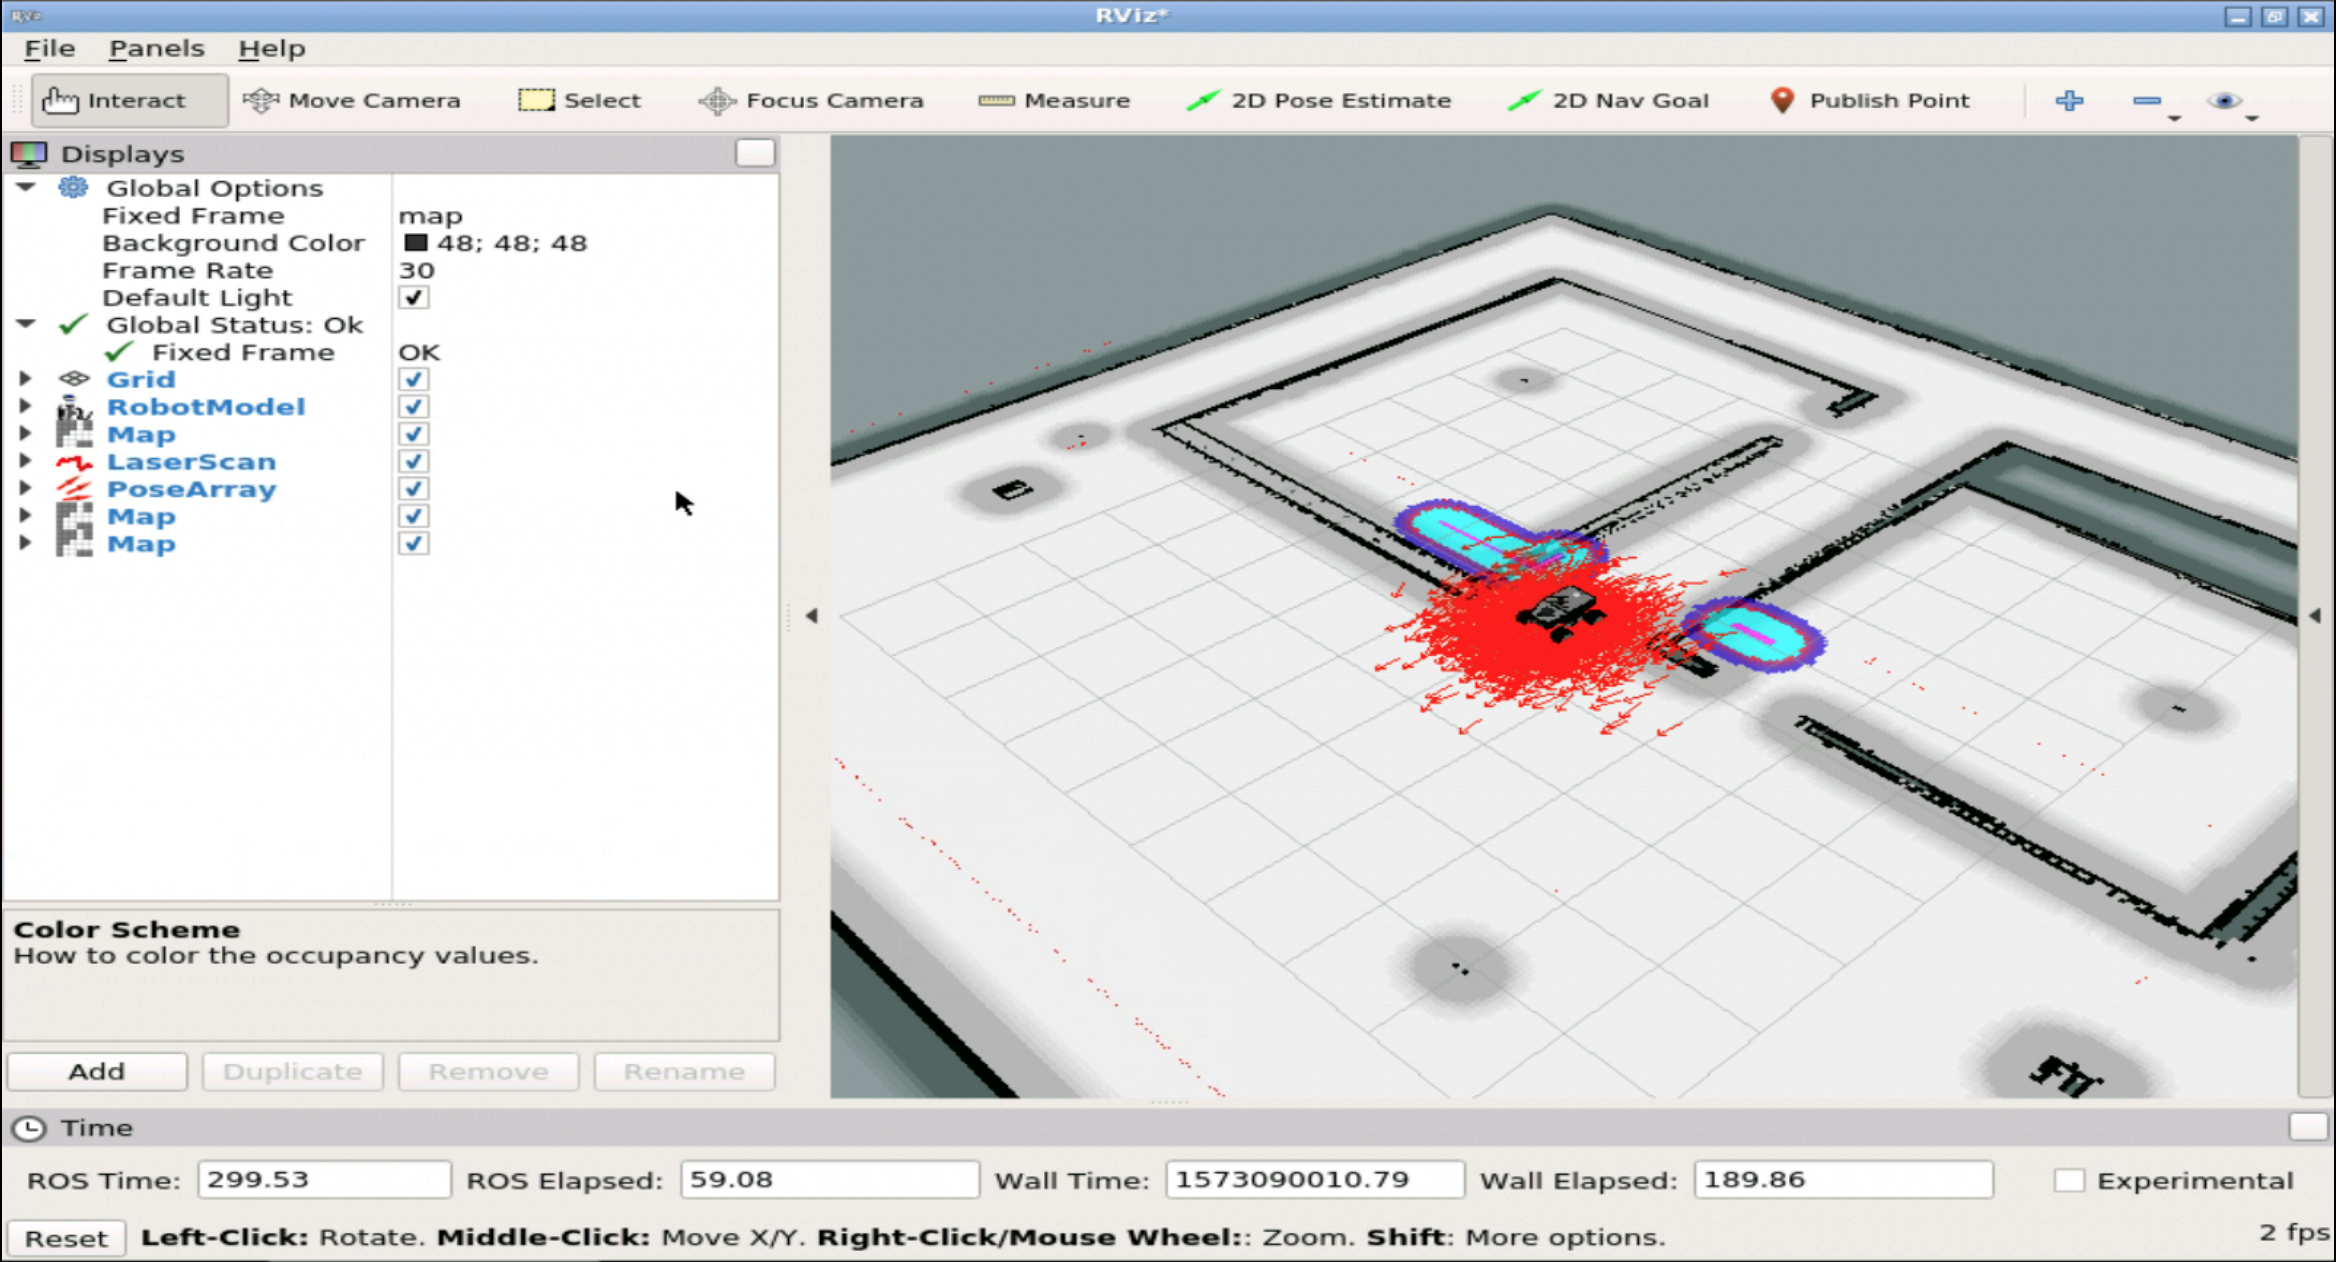 RViz*
File Panels Help
Interact Move Camera Select Focus Camera Measure 2D Pose Estimate 2D Nav Goal Publish Point
Displays
Global Options
Fixed Frame map
Background Color 48; 48; 48
Frame Rate 30
Default Light
Global Status: Ok
Fixed Frame OK
Grid
RobotModel
Map
LaserScan
PoseArray
Map
Map
Color Scheme
How to color the occupancy values.
Add Duplicate Remove Rename
Time
ROS Time: 299.53 ROS Elapsed: 59.08 Wall Time: 1573090010.79 Wall Elapsed: 189.86 Experimental
Reset Left-Click: Rotate. Middle-Click: Move X/Y. Right-Click/Mouse Wheel:: Zoom. Shift: More options. 2 fps